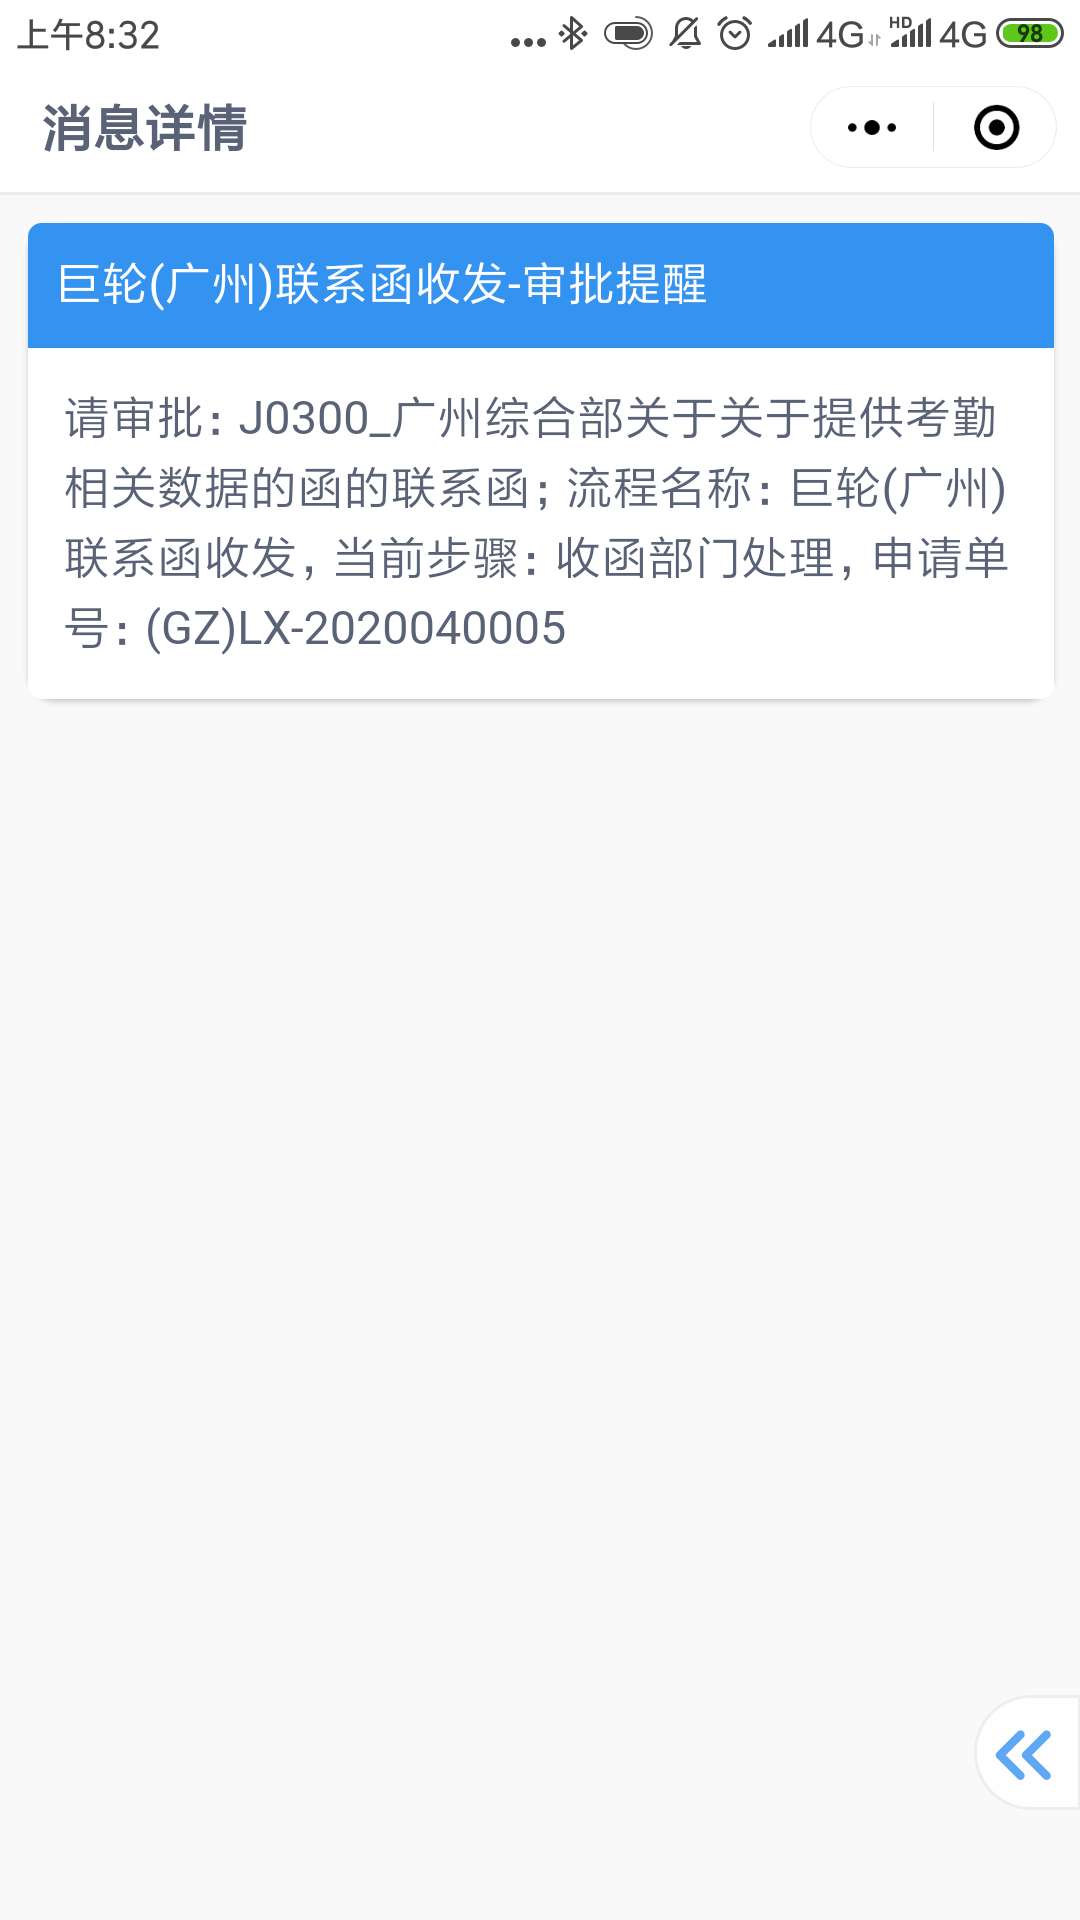 上午8:32
4G
HD
4G
98
消息详情
巨轮(广州)联系函收发-审批提醒
请审批：J0300_广州综合部关于关于提供考勤
相关数据的函的联系函；流程名称：巨轮(广州)
联系函收发，当前步骤：收函部门处理，申请单
号：(GZ)LX-2020040005